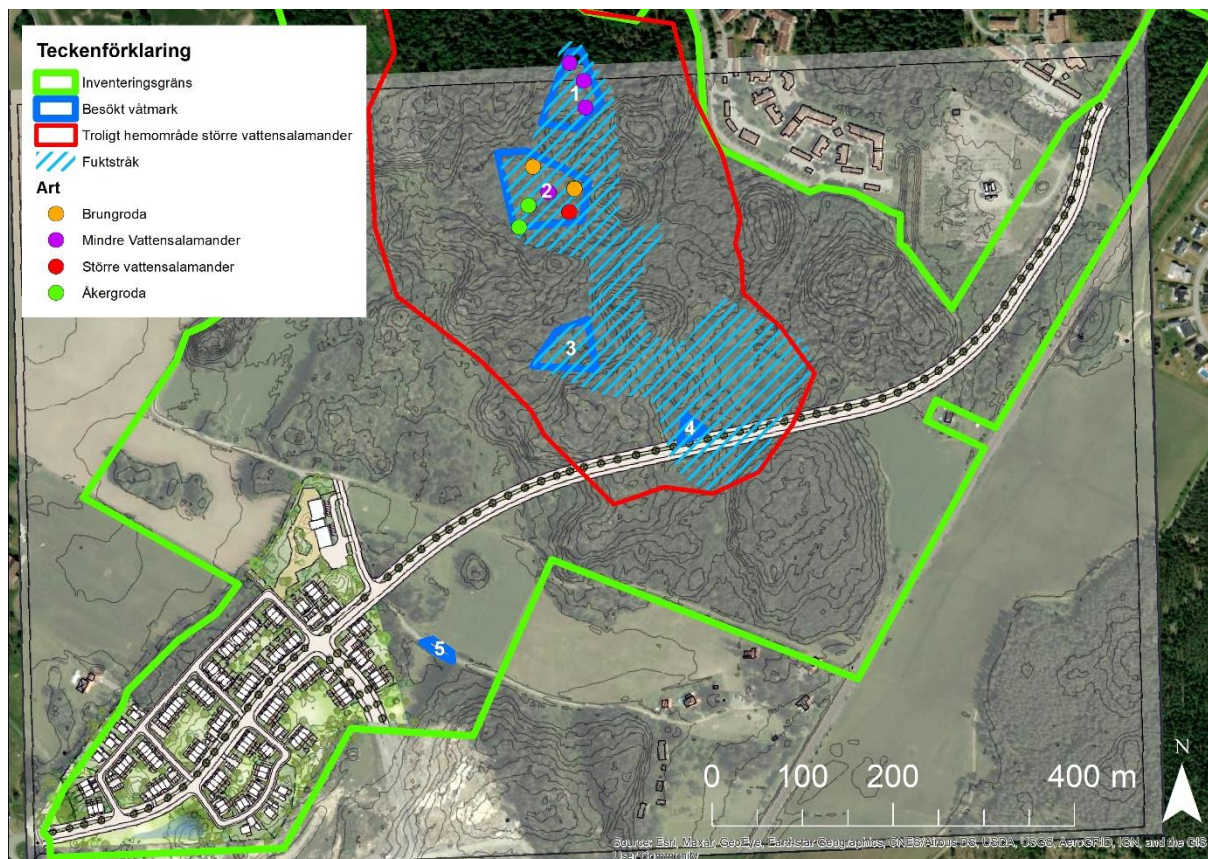 Teckenförklaring
Inventeringsgräns
Besökt våtmark
Troligt hemområde större vattensalamander
Fuktstråk
Art
Brungroda
Mindre Vattensalamander
Större vattensalamander
Åkergroda
1
2
3
4
5
N
0 100 200 400 m
Source: Esri, Maxar, GeoEye, Earthstar Geographics, CNES/Airbus DS, USDA, USGS, AeroGRID, IGN, and the GIS
User Community